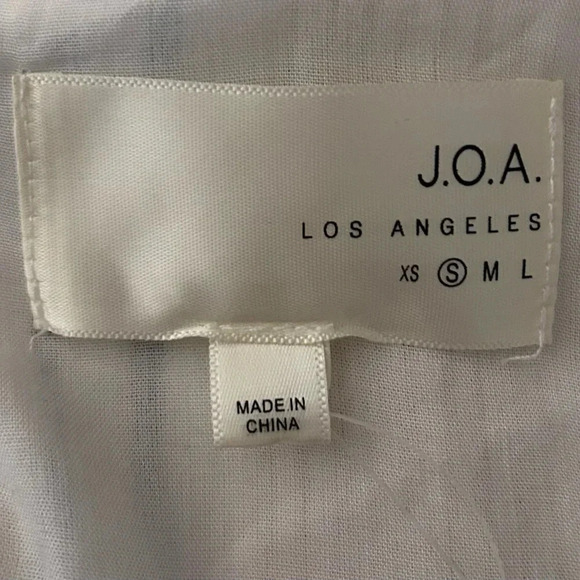 J.O.A.
LOS ANGELES
XS Ⓢ M L
MADE IN
CHINA